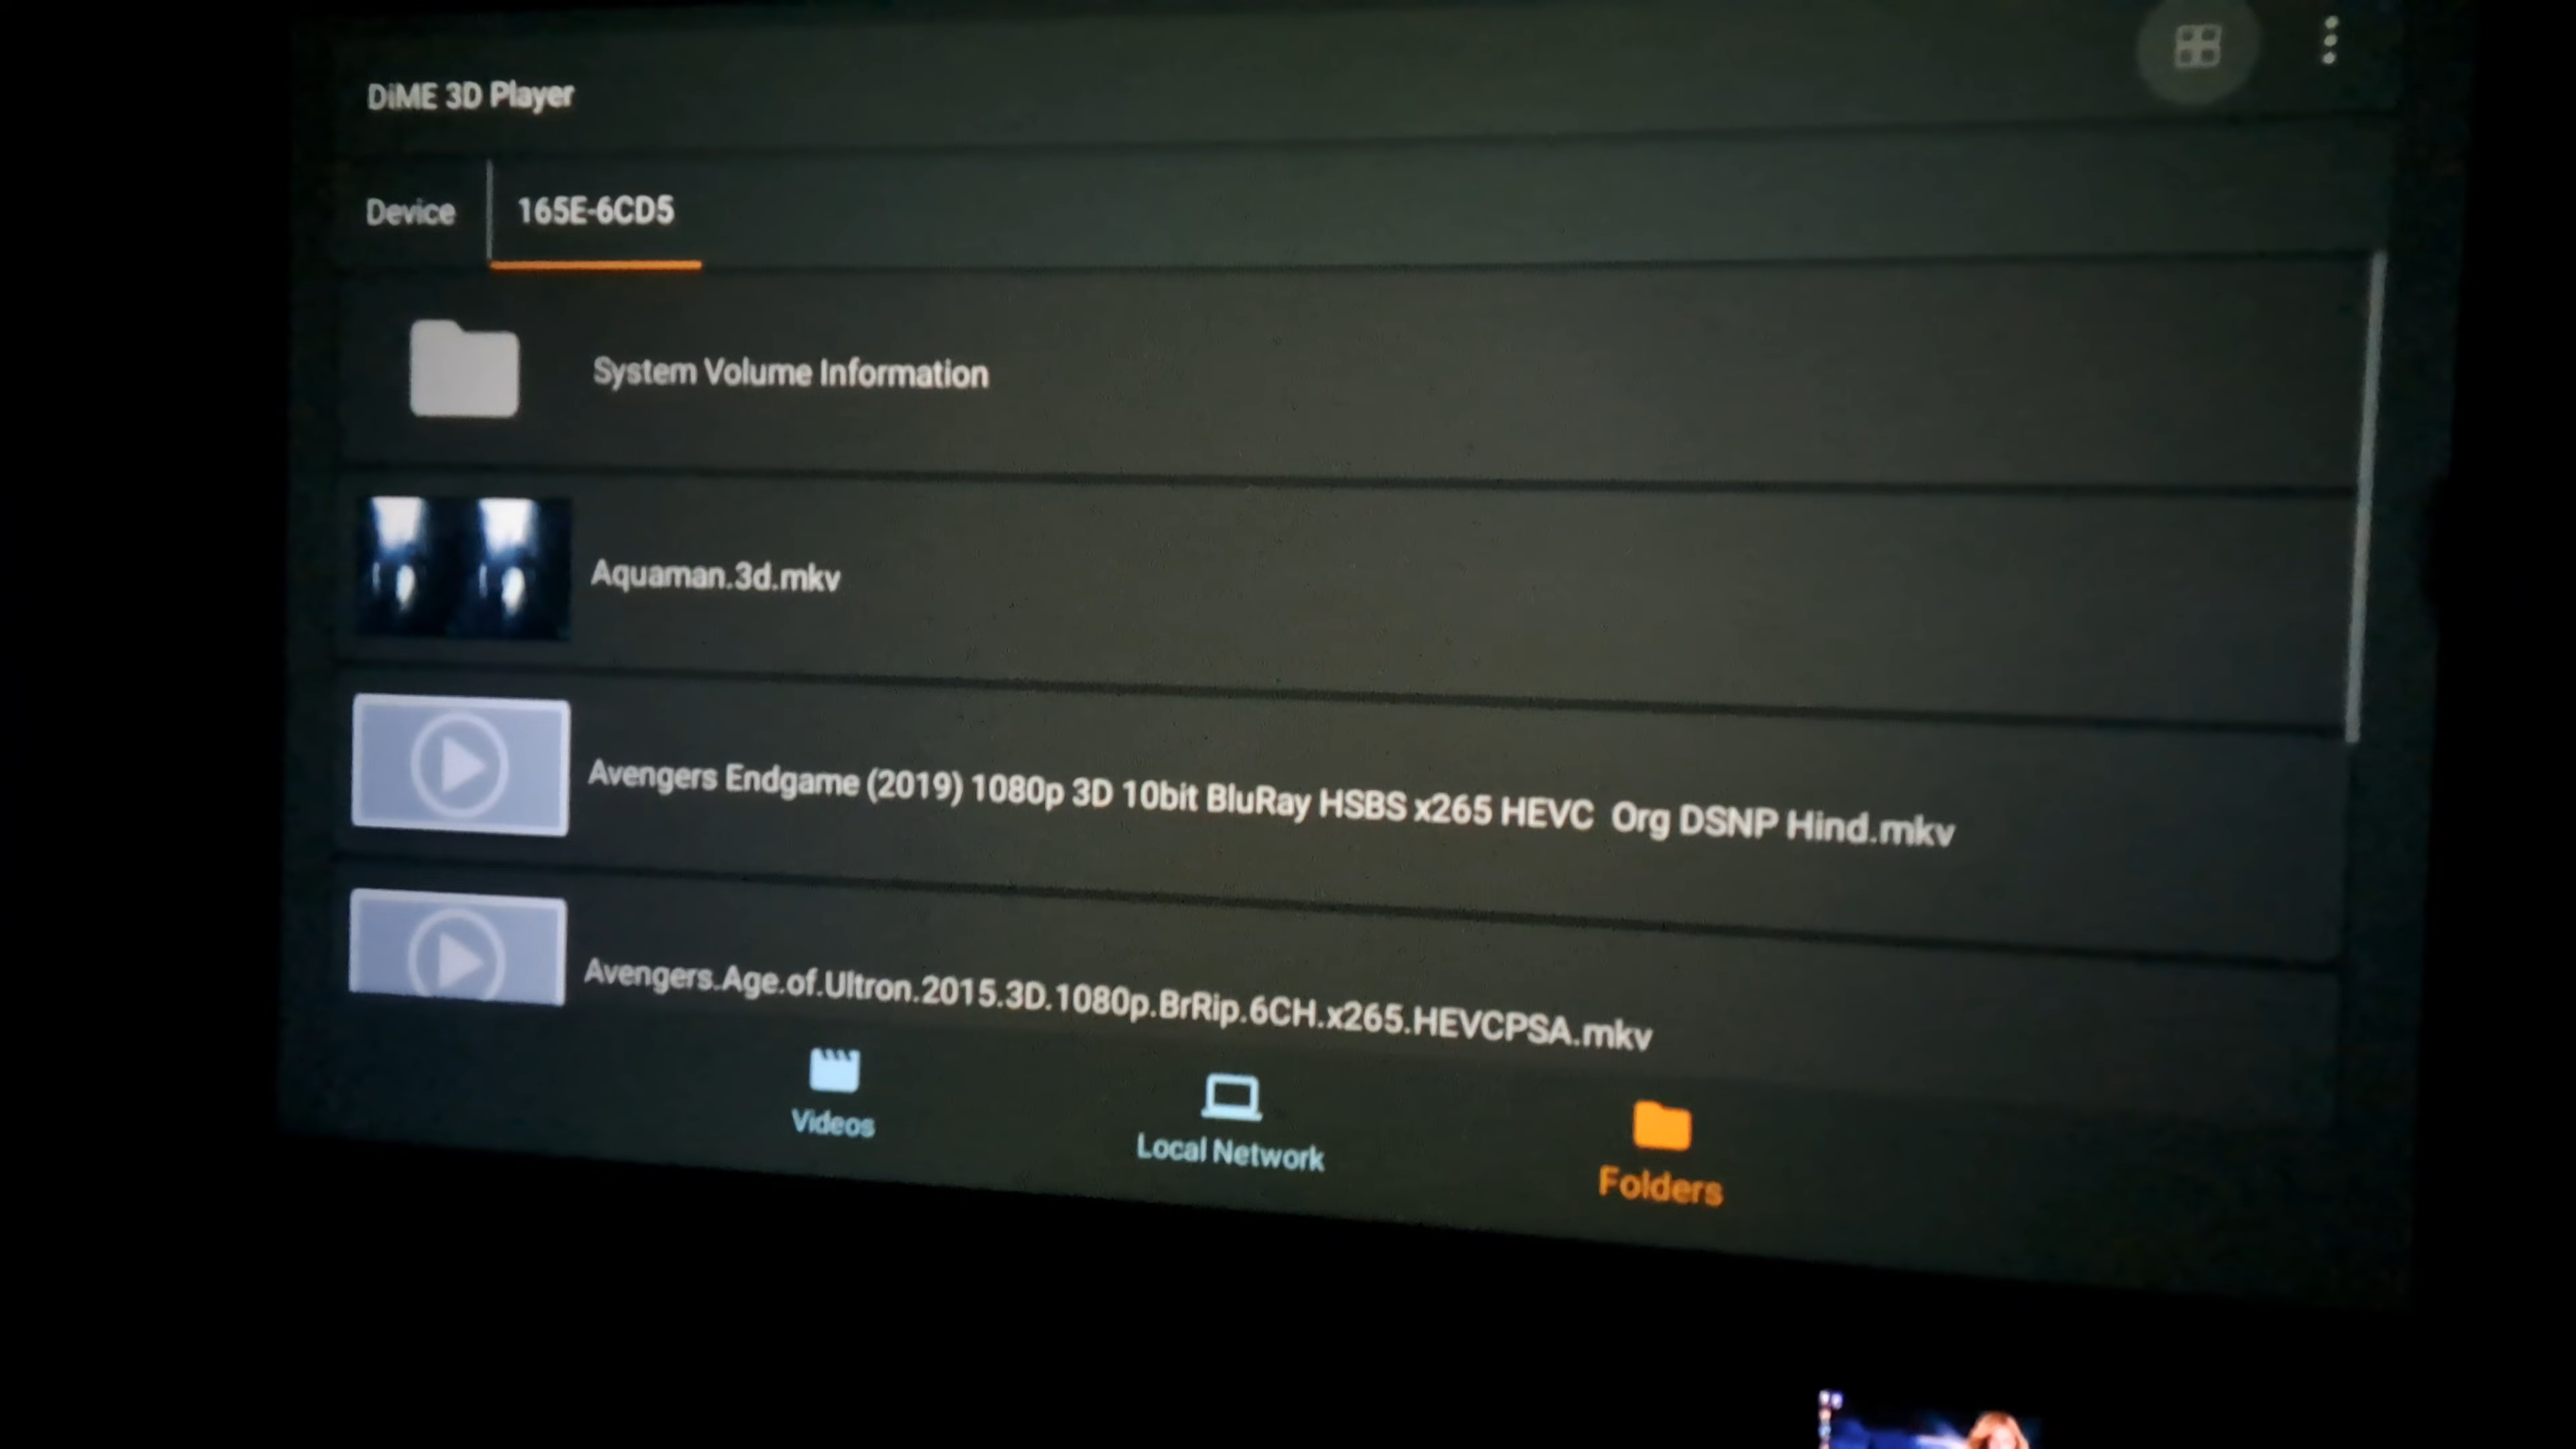 DiME 3D Player
Device
165E-6CD5
System Volume Information
Aquaman.3d.mkv
Avengers Endgame (2019) 1080p 3D 10bit BluRay HSBS x265 HEVC  Org DSNP Hind.mkv
Avengers.Age.of.Ultron.2015.3D.1080p.BrRip.6CH.x265.HEVCPSA.mkv
Videos
Local Network
Folders